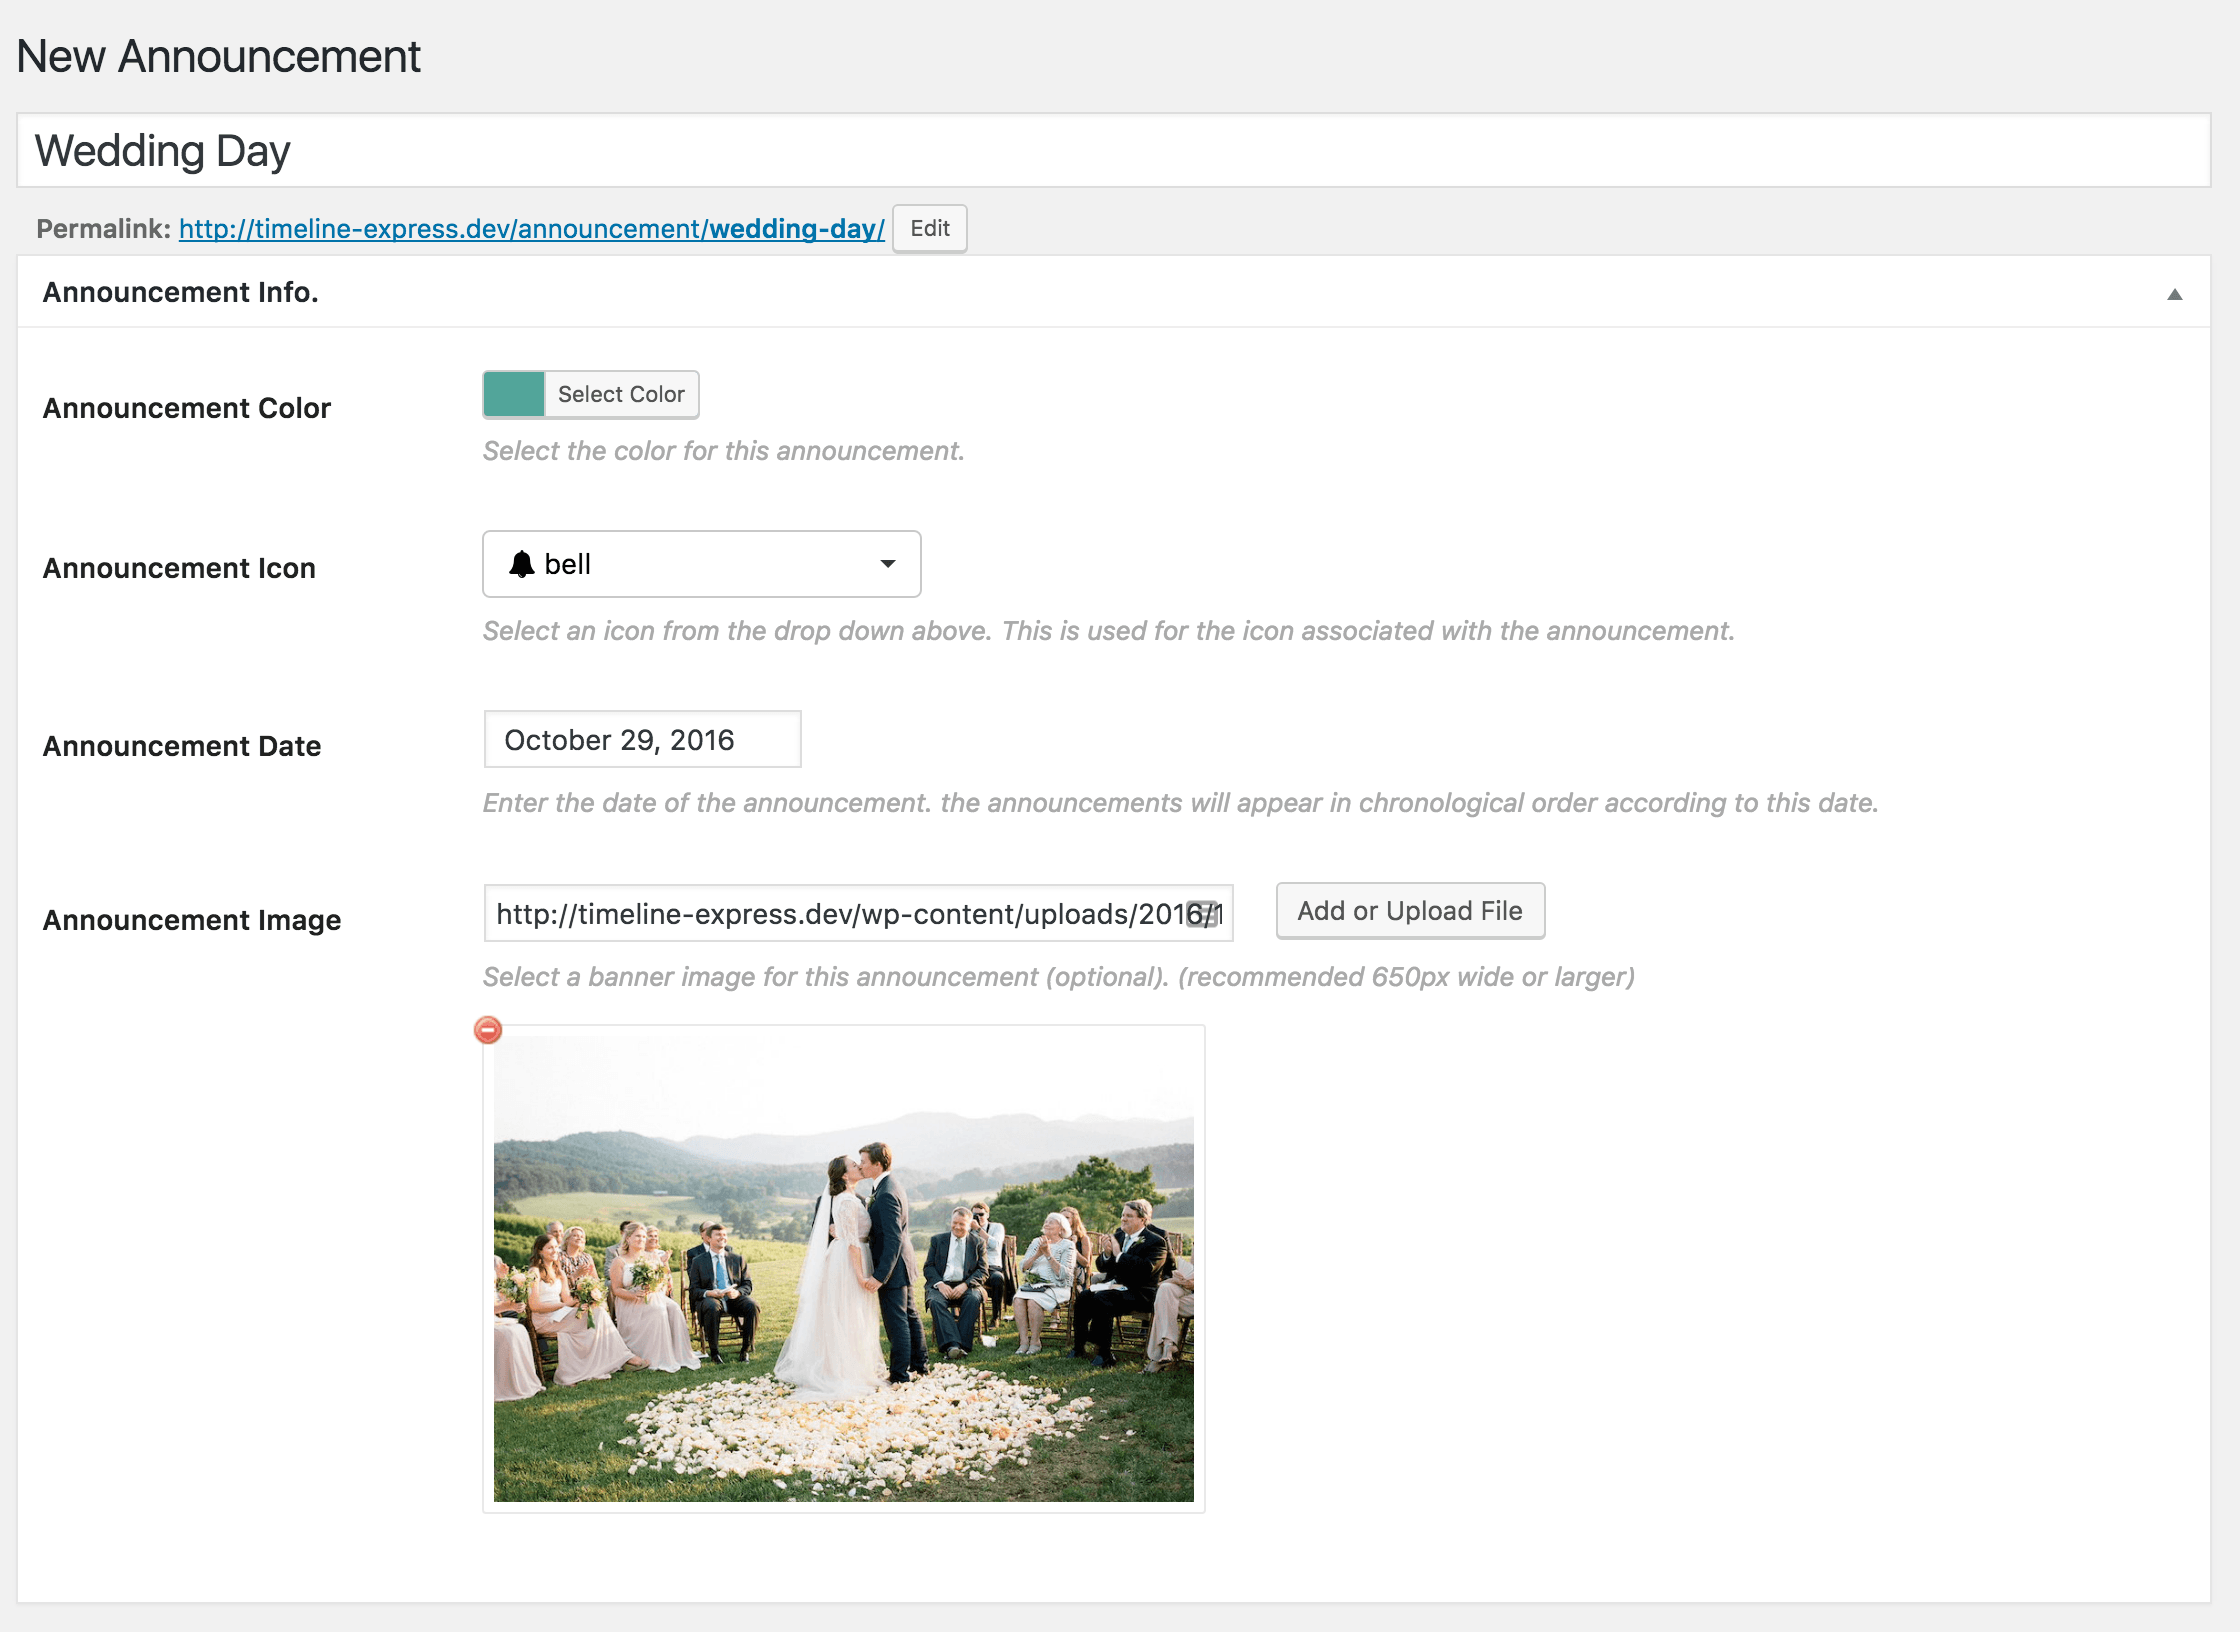 New Announcement
Wedding Day
Permalink: http://timeline-express.dev/announcement/wedding-day/ Edit
Announcement Info.
Announcement Color
Select Color
Select the color for this announcement.
Announcement Icon
bell
Select an icon from the drop down above. This is used for the icon associated with the announcement.
Announcement Date
October 29, 2016
Enter the date of the announcement. the announcements will appear in chronological order according to this date.
Announcement Image
http://timeline-express.dev/wp-content/uploads/2016/1
Add or Upload File
Select a banner image for this announcement (optional). (recommended 650px wide or larger)